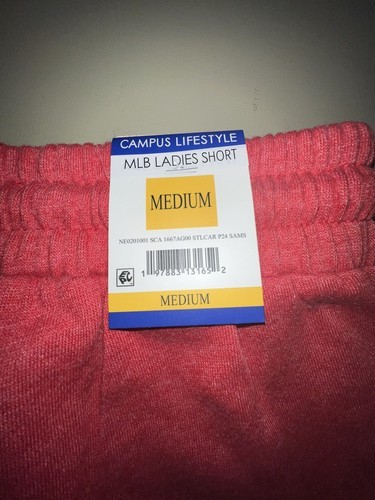 CAMPUS LIFESTYLE
MLB LADIES SHORT
MEDIUM
NE0201001 SCA 1667AG00 STLCAR P24 SAMS
1 97883 13165 2
MEDIUM